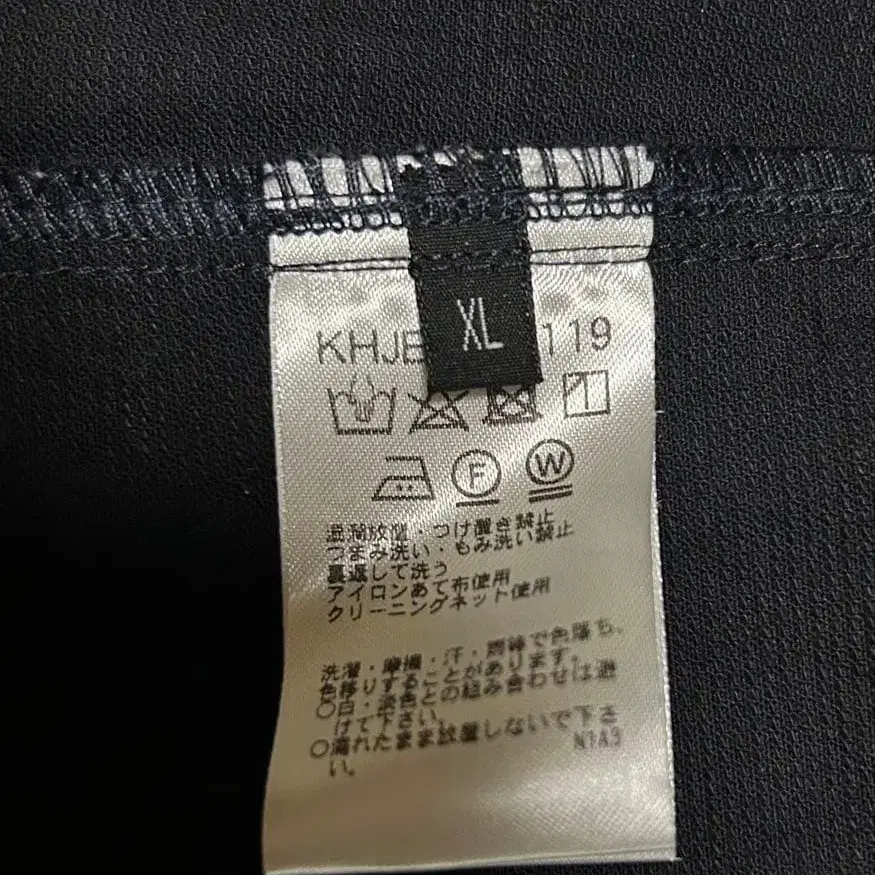 XL
KHJE 119
F W
湿潤放置・つけ置き禁止
つまみ洗い・もみ洗い禁止
裏返して洗う
アイロンあて布使用
クリーニングネット使用
洗濯・摩擦・汗・雨等で色落ち、
色移りすることがあります。
○白・淡色との組み合わせは避
けて下さい。
○濡れたまま放置しないで下さ
い。
N1A3